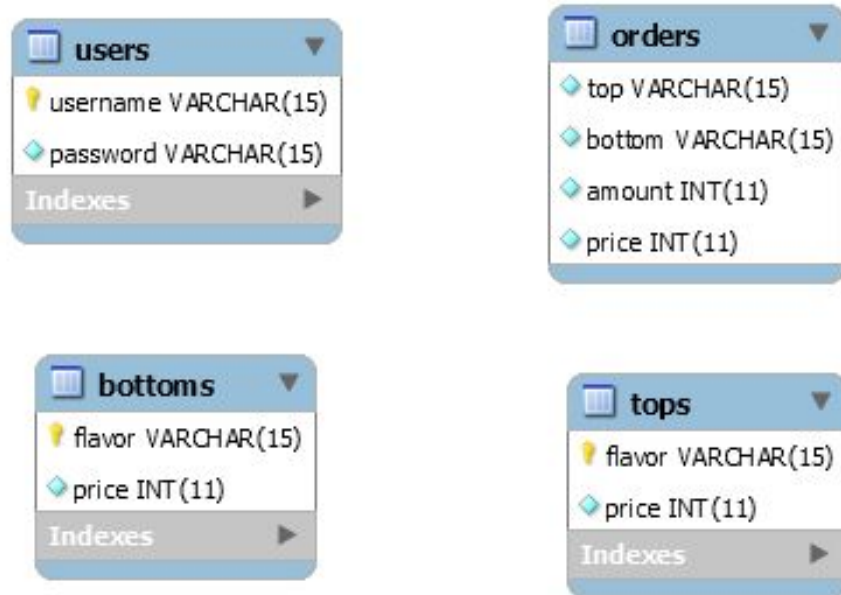 users
username VARCHAR(15)
password VARCHAR(15)
Indexes
orders
top VARCHAR(15)
bottom VARCHAR(15)
amount INT(11)
price INT(11)
bottoms
flavor VARCHAR(15)
price INT(11)
Indexes
tops
flavor VARCHAR(15)
price INT(11)
Indexes